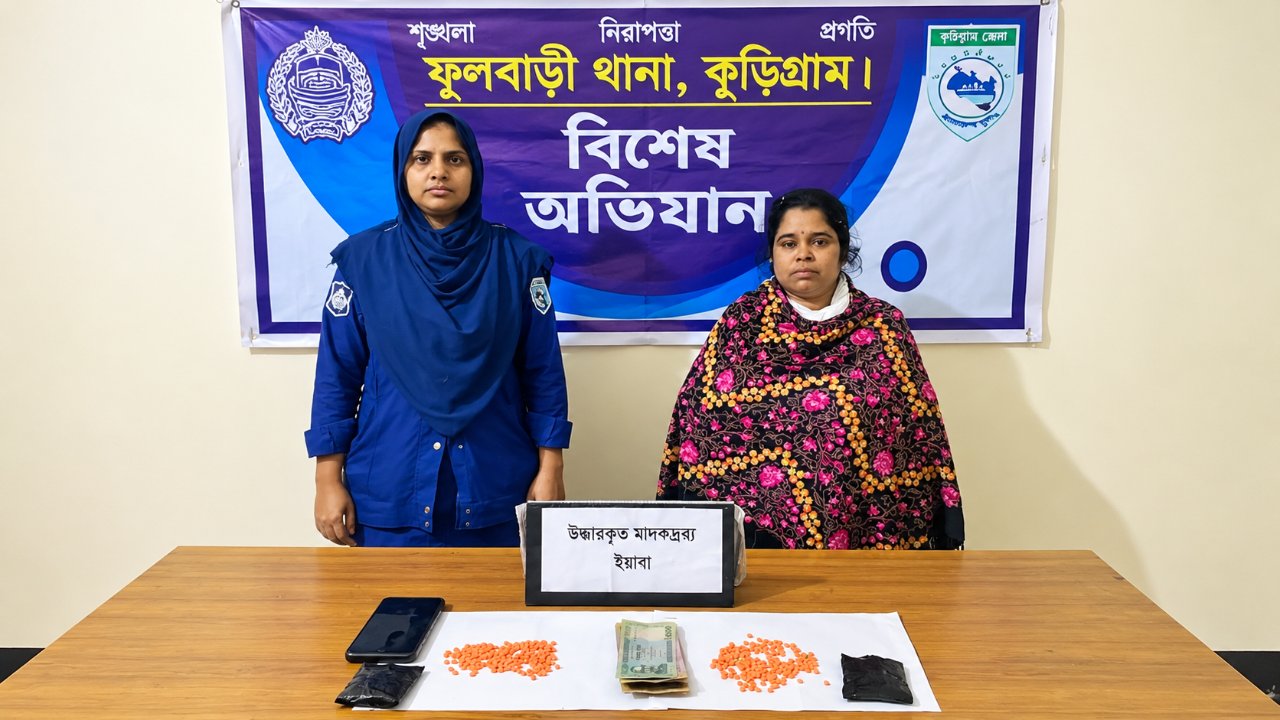 শৃঙ্খলা নিরাপত্তা প্রগতি
ফুলবাড়ী থানা, কুড়িগ্রাম।
বিশেষ
অভিযান
উদ্ধারকৃত মাদকদ্রব্য
ইয়াবা